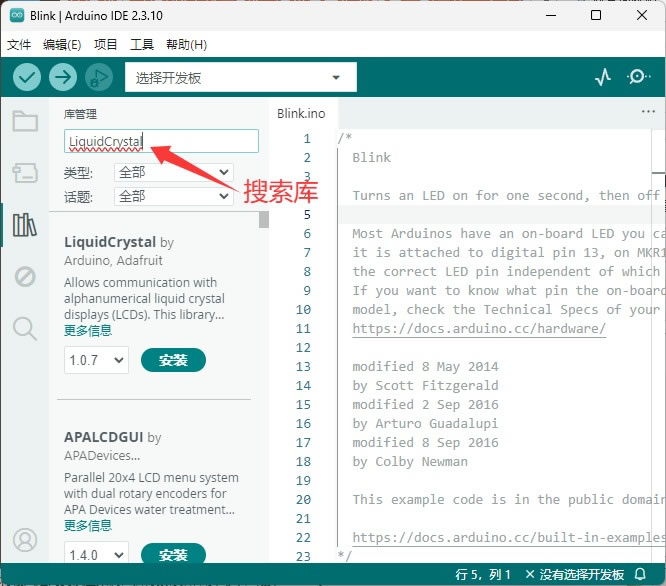 Blink | Arduino IDE 2.3.10
文件 编辑(E) 项目 工具 帮助(H)
选择开发板
库管理
LiquidCrystal
类型: 全部
话题: 全部
搜索库
LiquidCrystal by
Arduino, Adafruit
Allows communication with
alphanumerical liquid crystal
displays (LCDs). This library...
更多信息
1.0.7 安装
APALCDGUI by
APADevices...
Parallel 20x4 LCD menu system
with dual rotary encoders for
APA Devices water treatment...
更多信息
1.4.0 安装
Blink.ino
1 /*
2 Blink
3
Turns an LED on for one second, then off
5
6 Most Arduinos have an on-board LED you ca
7 it is attached to digital pin 13, on MKR1
8 the correct LED pin independent of which
9 If you want to know what pin the on-board
10 model, check the Technical Specs of your
11 https://docs.arduino.cc/hardware/
12
13 modified 8 May 2014
14 by Scott Fitzgerald
15 modified 2 Sep 2016
16 by Arturo Guadalupi
17 modified 8 Sep 2016
18 by Colby Newman
19
20 This example code is in the public domain
21
22 https://docs.arduino.cc/built-in-examples
23 */
行 5，列 1 没有选择开发板